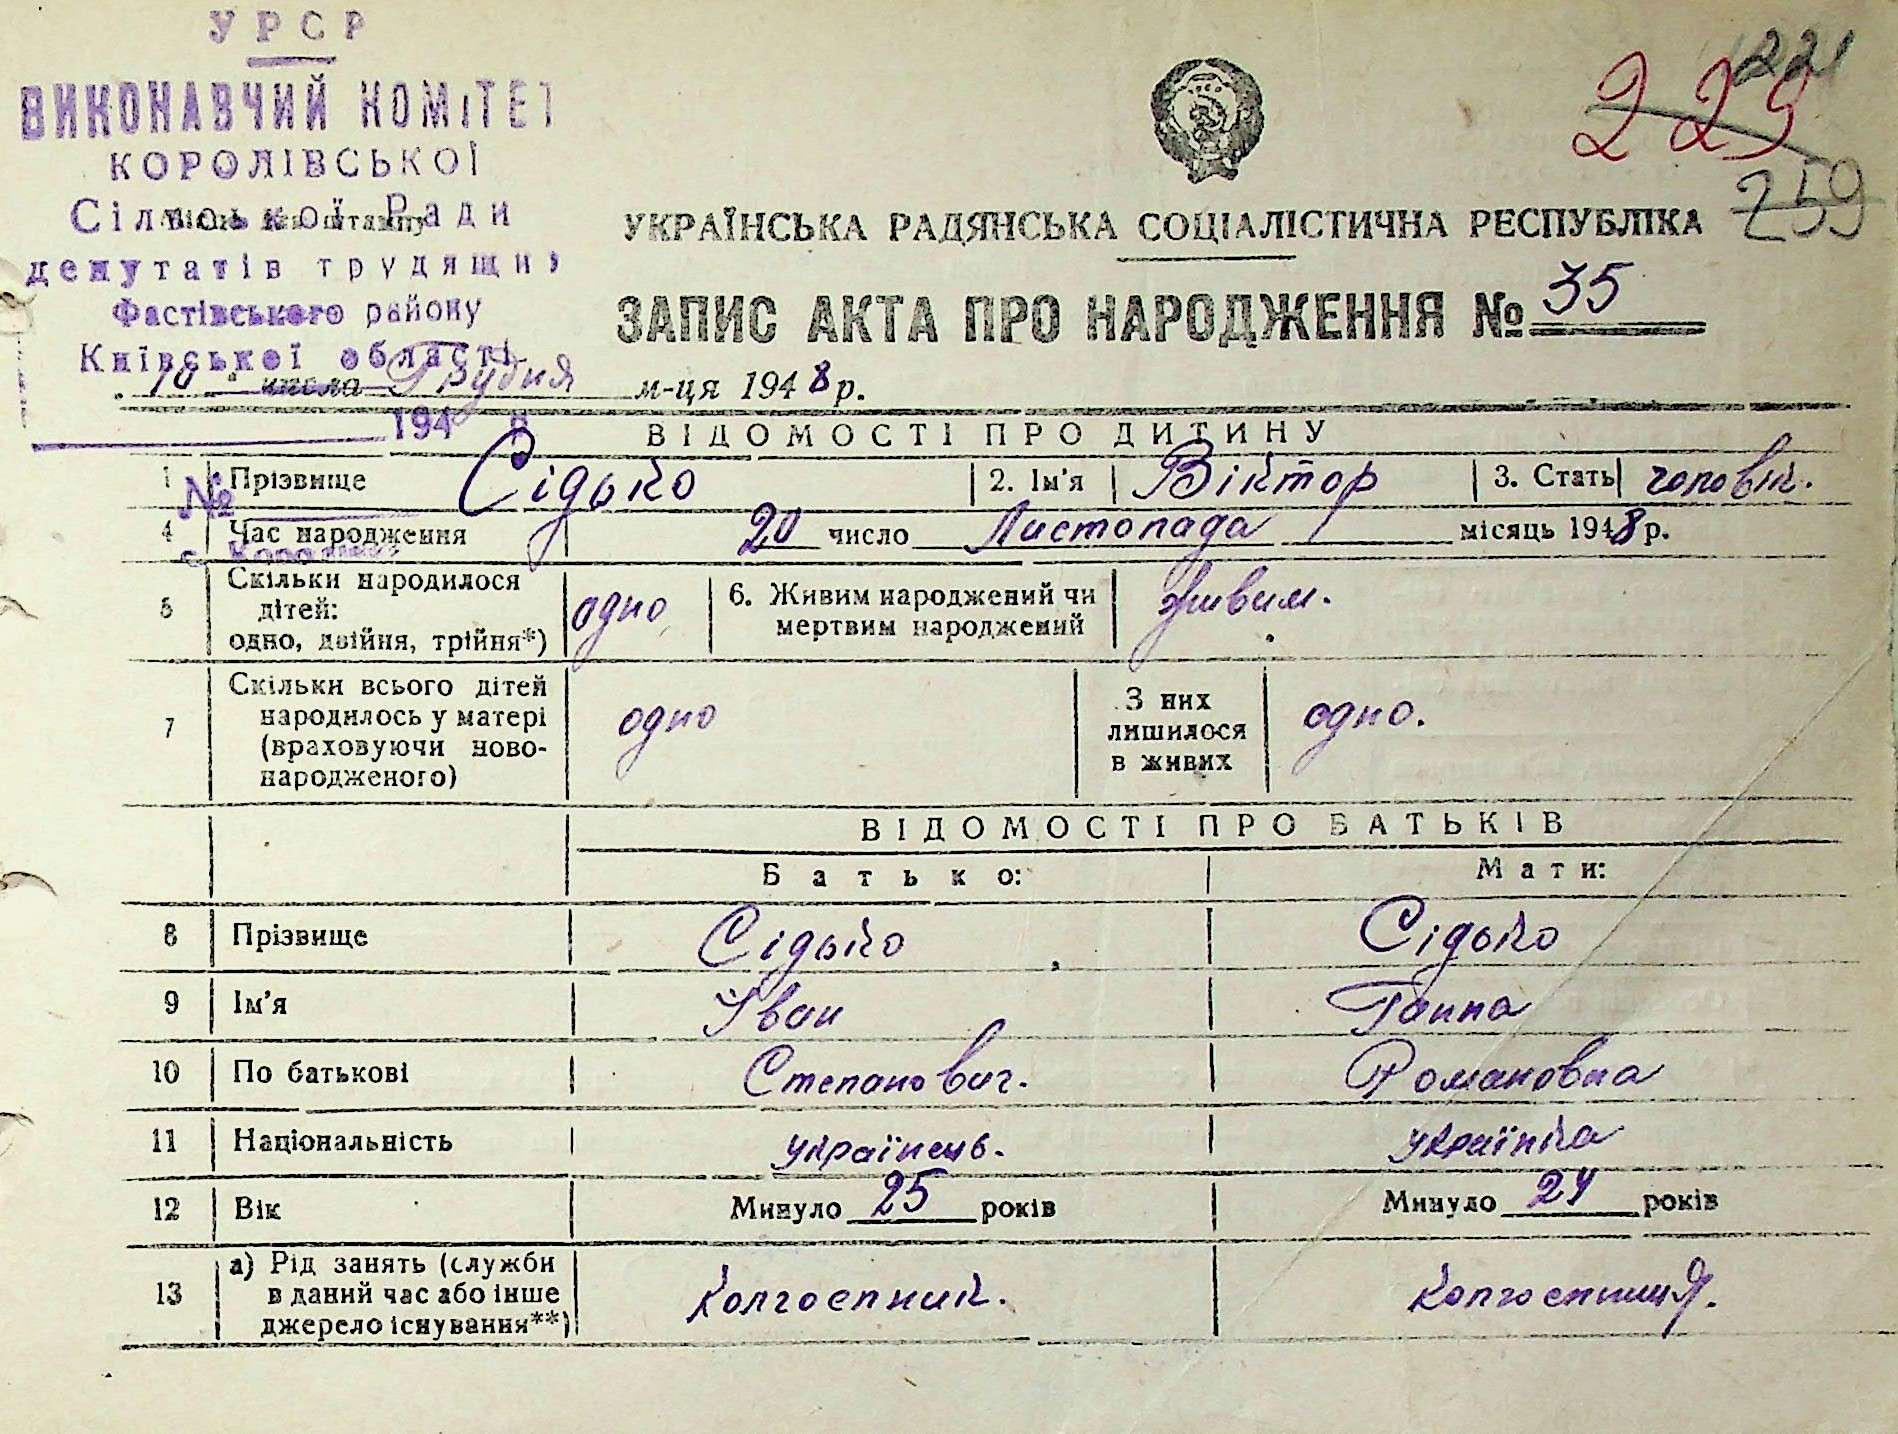 УРСР
ВИКОНАВЧИЙ КОМІТЕТ
КОРОЛІВСЬКОЇ
Сільської Ради
депутатів трудящих
Фастівського району
Київської області
194 р
№
221
229
259
УКРАЇНСЬКА РАДЯНСЬКА СОЦІАЛІСТИЧНА РЕСПУБЛІКА
ЗАПИС АКТА ПРО НАРОДЖЕННЯ № 35
„10“ числа Грудня м-ця 1948 р.
ВІДОМОСТІ ПРО ДИТИНУ
1 Прізвище Сідько 2. Ім'я Віктор 3. Стать чоловік.
4 Час народження 20 число Листопада місяць 1948 р.
5 Скільки народилося дітей: одно, двійня, трійня*) одно 6. Живим народжений чи мертвим народжений живим.
7 Скільки всього дітей народилось у матері (враховуючи новонародженого) одно З них лишилося в живих одно.
ВІДОМОСТІ ПРО БАТЬКІВ
Батько: Мати:
8 Прізвище Сідько Сідько
9 Ім'я Іван Ганна
10 По батькові Степанович. Романовна
11 Національність українець. українка
12 Вік Минуло 25 років Минуло 24 років
13 а) Рід занять (служби в даний час або інше джерело існування**) Колгоспник. Колгоспниця.